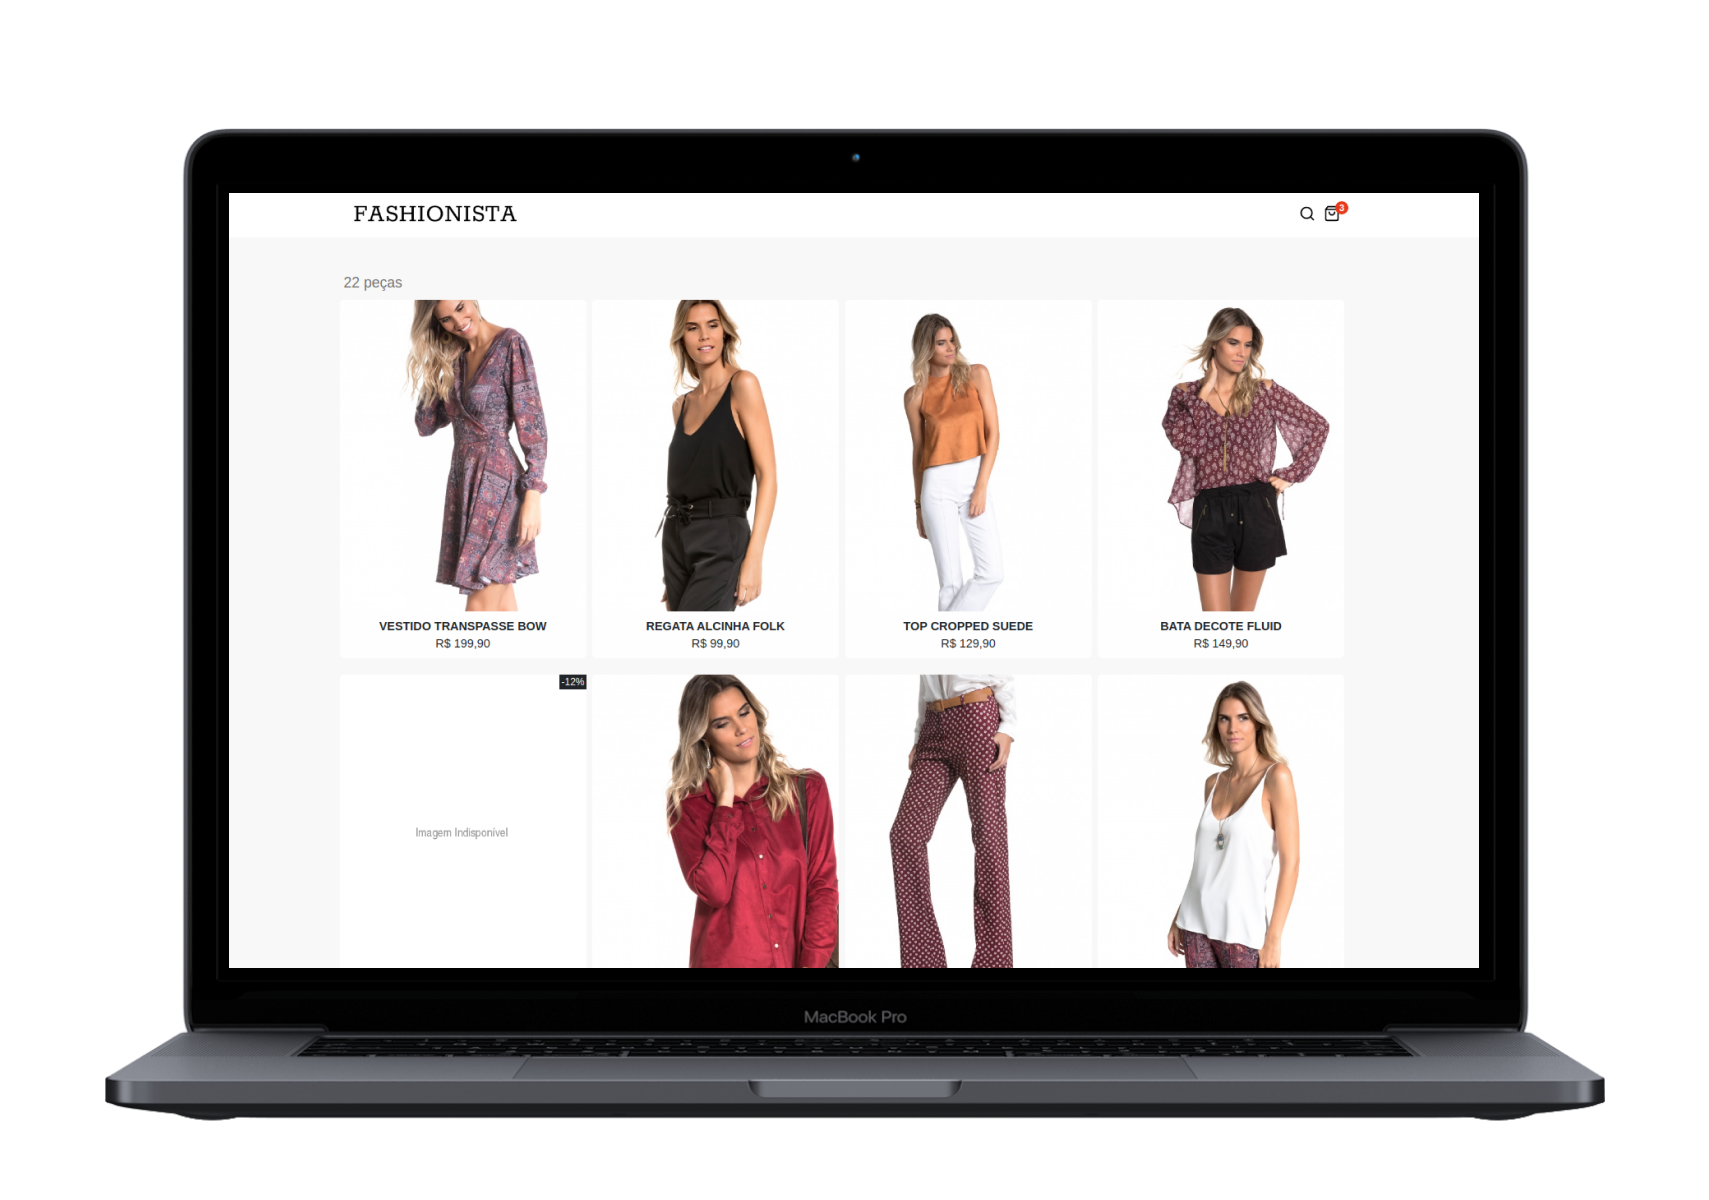 FASHIONISTA
3
22 peças
VESTIDO TRANSPASSE BOW
R$ 199,90
REGATA ALCINHA FOLK
R$ 99,90
TOP CROPPED SUEDE
R$ 129,90
BATA DECOTE FLUID
R$ 149,90
-12%
Imagem Indisponível
MacBook Pro